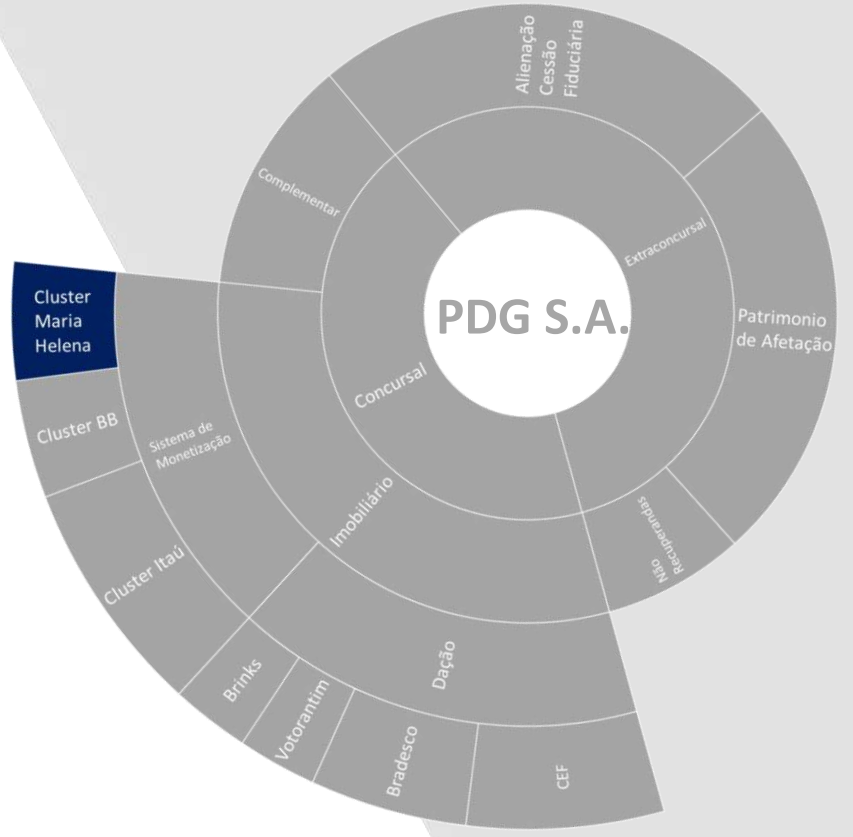 Alienação
Cessão
Fiduciária
Complementar
Extraconcursal
PDG S.A.
Patrimonio
de Afetação
Cluster
Maria
Helena
Concursal
Cluster BB
Sistema de
Monetização
Imobiliário
Não
Recuperandas
Cluster Itaú
Dação
Brinks
Votorantim
Bradesco
CEF